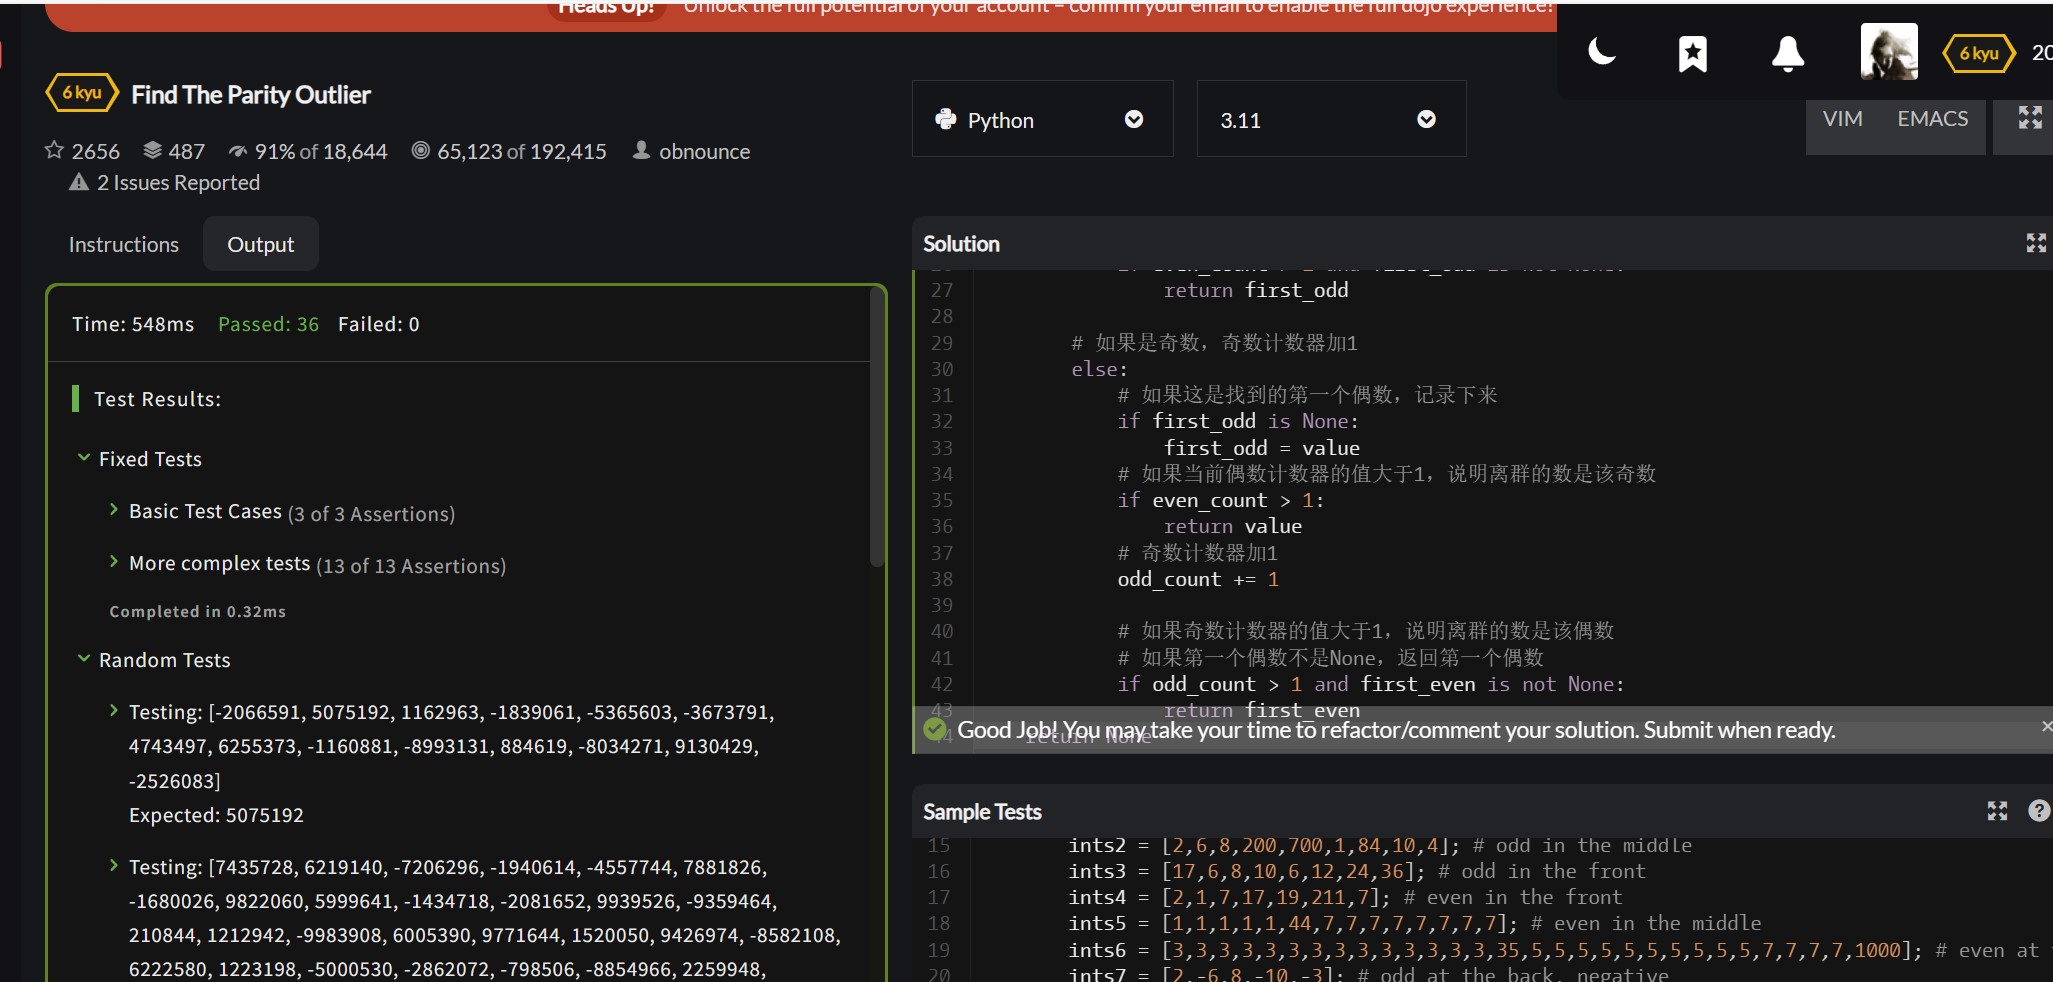 Heads Up! Unlock the full potential of your account – confirm your email to enable the full dojo experience!
6 kyu Find The Parity Outlier
2656 487 91% of 18,644 65,123 of 192,415 obnounce
2 Issues Reported
Python
3.11
6 kyu 20
VIM EMACS
Instructions Output
Time: 548ms Passed: 36 Failed: 0
Test Results:
Fixed Tests
Basic Test Cases (3 of 3 Assertions)
More complex tests (13 of 13 Assertions)
Completed in 0.32ms
Random Tests
Testing: [-2066591, 5075192, 1162963, -1839061, -5365603, -3673791,
4743497, 6255373, -1160881, -8993131, 884619, -8034271, 9130429,
-2526083]
Expected: 5075192
Testing: [7435728, 6219140, -7206296, -1940614, -4557744, 7881826,
-1680026, 9822060, 5999641, -1434718, -2081652, 9939526, -9359464,
210844, 1212942, -9983908, 6005390, 9771644, 1520050, 9426974, -8582108,
6222580, 1223198, -5000530, -2862072, -798506, -8854966, 2259948,
Solution
27 return first_odd
28
29 # 如果是奇数，奇数计数器加1
30 else:
31 # 如果这是找到的第一个偶数，记录下来
32 if first_odd is None:
33 first_odd = value
34 # 如果当前偶数计数器的值大于1，说明离群的数是该奇数
35 if even_count > 1:
36 return value
37 # 奇数计数器加1
38 odd_count += 1
39
40 # 如果奇数计数器的值大于1，说明离群的数是该偶数
41 # 如果第一个偶数不是None，返回第一个偶数
42 if odd_count > 1 and first_even is not None:
43 return first_even
44 return None
Good Job! You may take your time to refactor/comment your solution. Submit when ready.
Sample Tests
15 ints2 = [2,6,8,200,700,1,84,10,4]; # odd in the middle
16 ints3 = [17,6,8,10,6,12,24,36]; # odd in the front
17 ints4 = [2,1,7,17,19,211,7]; # even in the front
18 ints5 = [1,1,1,1,1,44,7,7,7,7,7,7,7,7]; # even in the middle
19 ints6 = [3,3,3,3,3,3,3,3,3,3,3,3,3,35,5,5,5,5,5,5,5,5,5,5,7,7,7,7,1000]; # even at
20 ints7 = [2,-6,8,-10,-3]; # odd at the back, negative